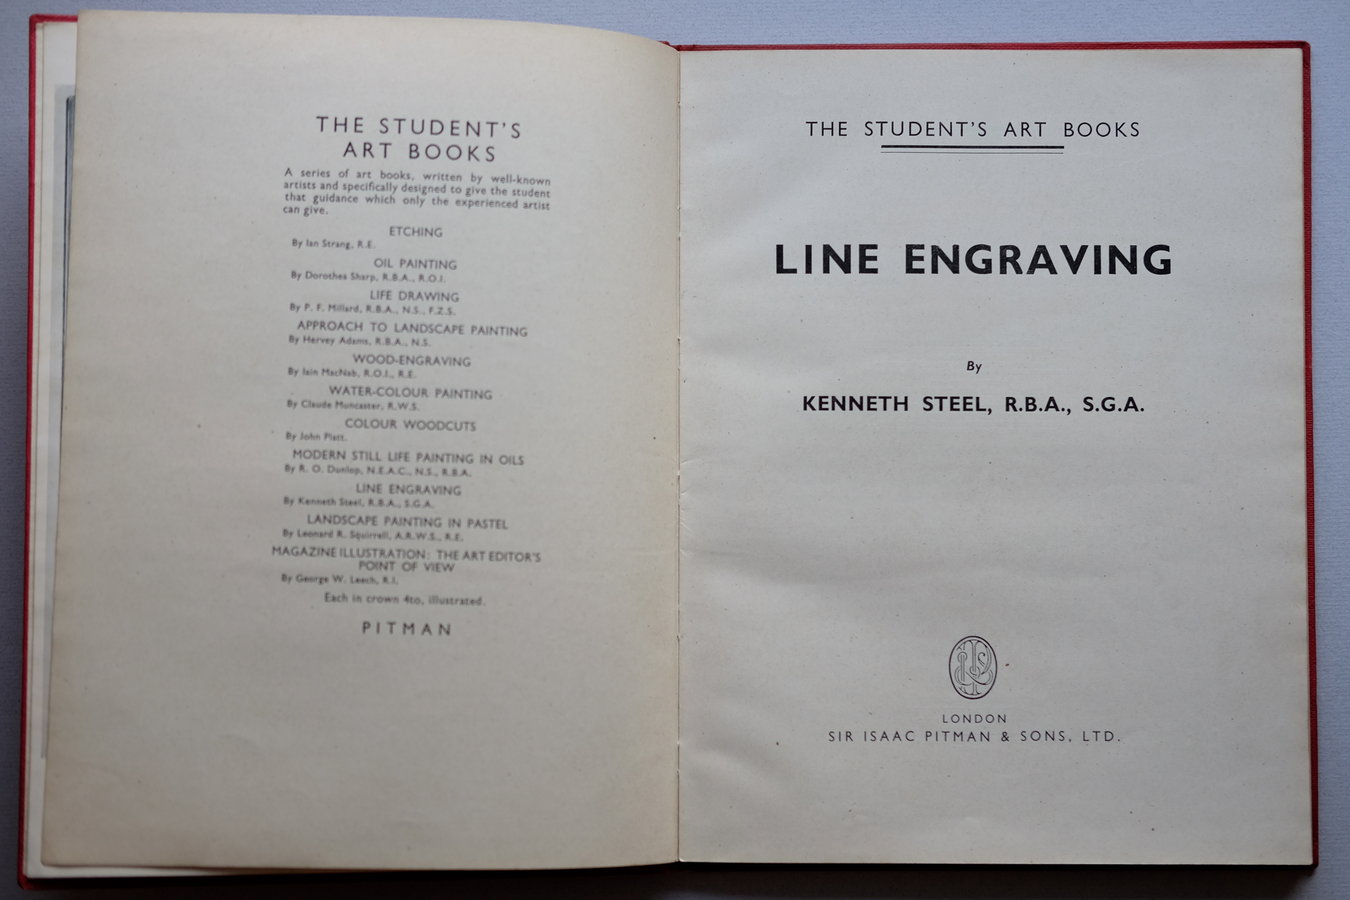 THE STUDENT'S
ART BOOKS
A series of art books, written by well-known
artists and specifically designed to give the student
that guidance which only the experienced artist
can give.
ETCHING
By Ian Strang, R.E.
OIL PAINTING
By Dorothea Sharp, R.B.A., R.O.I.
LIFE DRAWING
By P. F. Millard, R.B.A., N.S., F.Z.S.
APPROACH TO LANDSCAPE PAINTING
By Hervey Adams, R.B.A., N.S.
WOOD-ENGRAVING
By Iain MacNab, R.O.I., R.E.
WATER-COLOUR PAINTING
By Claude Muncaster, R.W.S.
COLOUR WOODCUTS
By John Platt.
MODERN STILL LIFE PAINTING IN OILS
By R. O. Dunlop, N.E.A.C., N.S., R.B.A.
LINE ENGRAVING
By Kenneth Steel, R.B.A., S.G.A.
LANDSCAPE PAINTING IN PASTEL
By Leonard R. Squirrell, A.R.W.S., R.E.
MAGAZINE ILLUSTRATION: THE ART EDITOR'S
POINT OF VIEW
By George W. Leech, R.I.
Each in crown 4to, illustrated.
PITMAN
THE STUDENT'S ART BOOKS
LINE ENGRAVING
By
KENNETH STEEL, R.B.A., S.G.A.
LONDON
SIR ISAAC PITMAN & SONS, LTD.